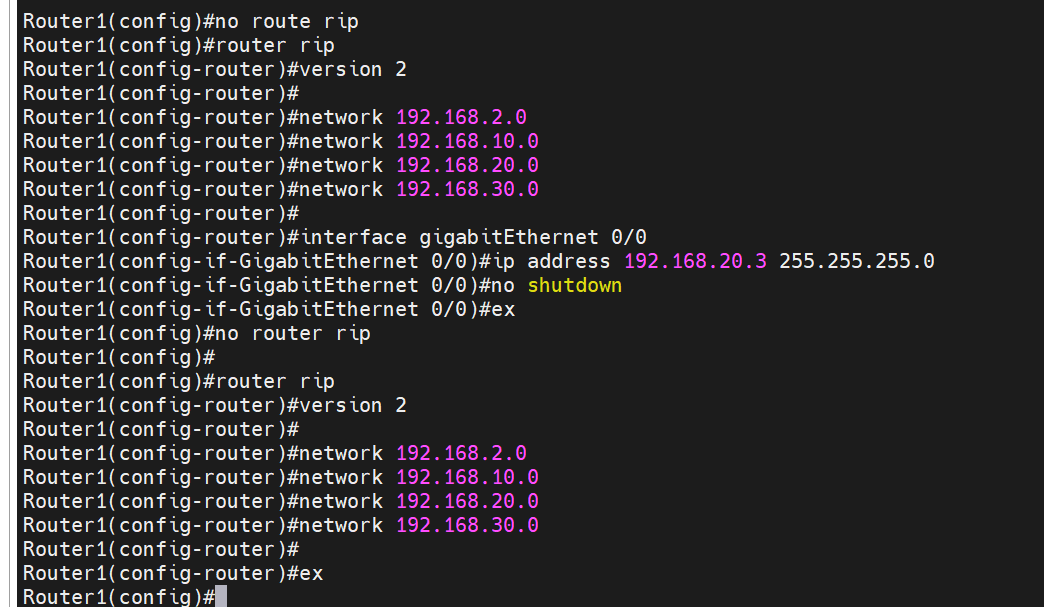 Router1(config)#no route rip
Router1(config)#router rip
Router1(config-router)#version 2
Router1(config-router)#
Router1(config-router)#network 192.168.2.0
Router1(config-router)#network 192.168.10.0
Router1(config-router)#network 192.168.20.0
Router1(config-router)#network 192.168.30.0
Router1(config-router)#
Router1(config-router)#interface gigabitEthernet 0/0
Router1(config-if-GigabitEthernet 0/0)#ip address 192.168.20.3 255.255.255.0
Router1(config-if-GigabitEthernet 0/0)#no shutdown
Router1(config-if-GigabitEthernet 0/0)#ex
Router1(config)#no router rip
Router1(config)#
Router1(config)#router rip
Router1(config-router)#version 2
Router1(config-router)#
Router1(config-router)#network 192.168.2.0
Router1(config-router)#network 192.168.10.0
Router1(config-router)#network 192.168.20.0
Router1(config-router)#network 192.168.30.0
Router1(config-router)#
Router1(config-router)#ex
Router1(config)#